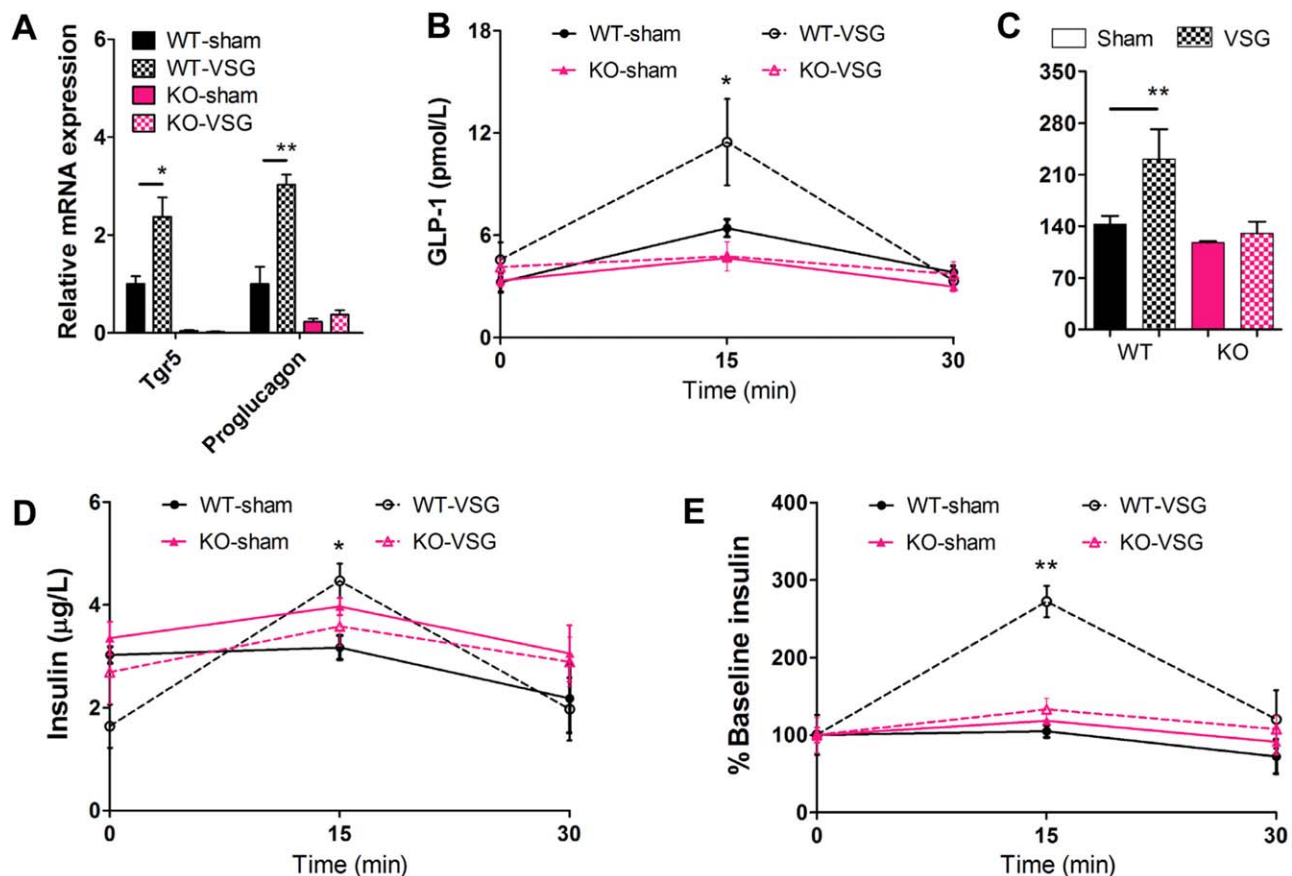 A
Relative mRNA expression
6
4
2
0
WT-sham
WT-VSG
KO-sham
KO-VSG
*
**
Tgr5
Proglucagon
B
WT-sham
WT-VSG
KO-sham
KO-VSG
GLP-1 (pmol/L)
18
12
6
0
*
0
15
30
Time (min)
C
Sham
VSG
350
280
210
140
70
0
**
WT
KO
D
WT-sham
WT-VSG
KO-sham
KO-VSG
Insulin (μg/L)
6
4
2
0
*
0
15
30
Time (min)
E
WT-sham
WT-VSG
KO-sham
KO-VSG
% Baseline insulin
400
300
200
100
0
**
0
15
30
Time (min)